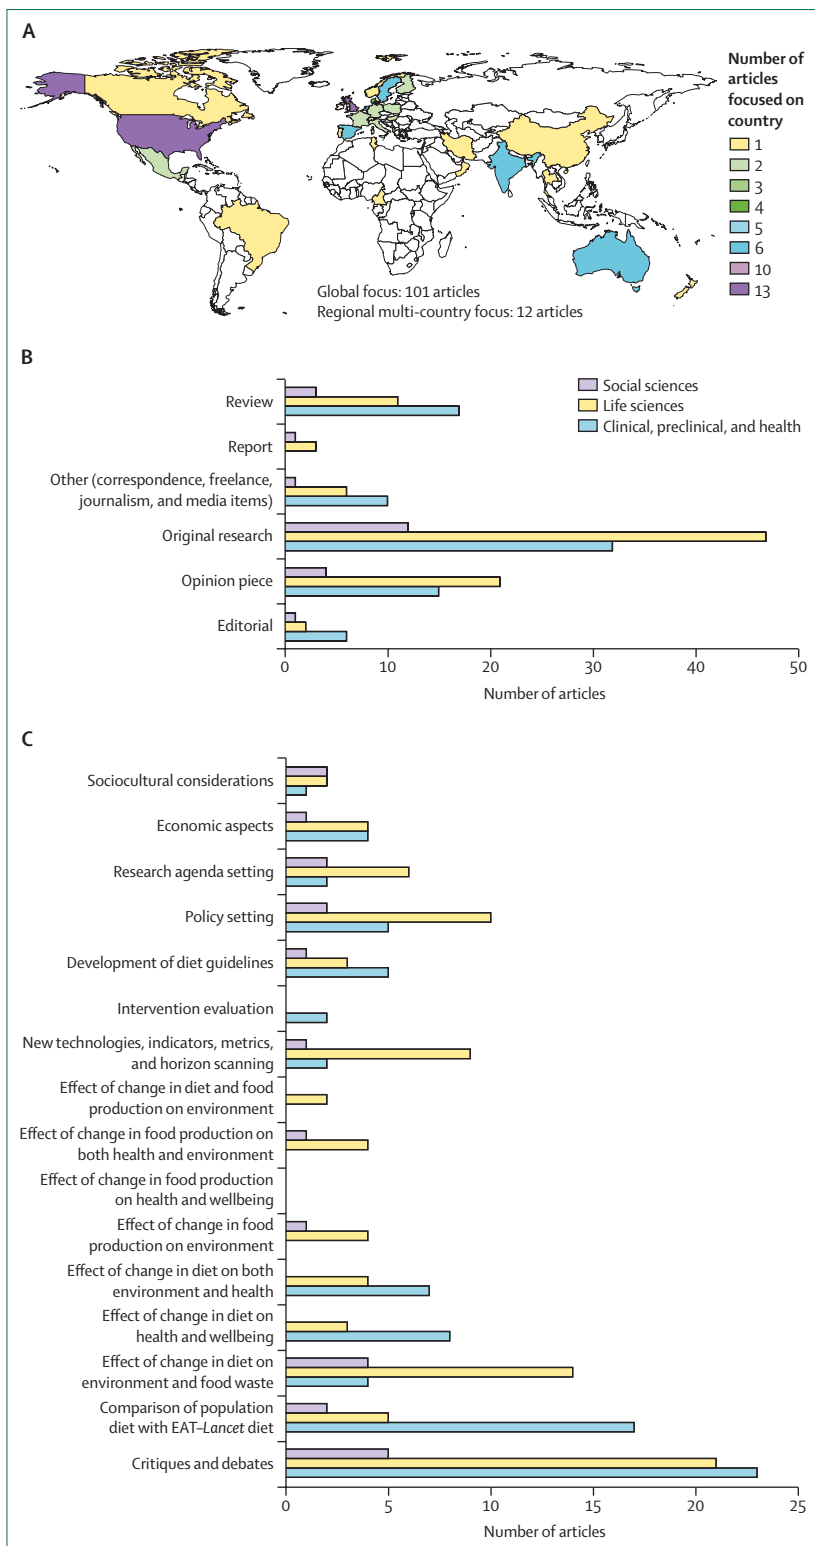 A
Number of
articles
focused on
country
1
2
3
4
5
6
10
13
Global focus: 101 articles
Regional multi-country focus: 12 articles
B
Social sciences
Life sciences
Clinical, preclinical, and health
Review
Report
Other (correspondence, freelance,
journalism, and media items)
Original research
Opinion piece
Editorial
0 10 20 30 40 50
Number of articles
C
Sociocultural considerations
Economic aspects
Research agenda setting
Policy setting
Development of diet guidelines
Intervention evaluation
New technologies, indicators, metrics,
and horizon scanning
Effect of change in diet and food
production on environment
Effect of change in food production on
both health and environment
Effect of change in food production
on health and wellbeing
Effect of change in food
production on environment
Effect of change in diet on both
environment and health
Effect of change in diet on
health and wellbeing
Effect of change in diet on
environment and food waste
Comparison of population
diet with EAT–Lancet diet
Critiques and debates
0 5 10 15 20 25
Number of articles